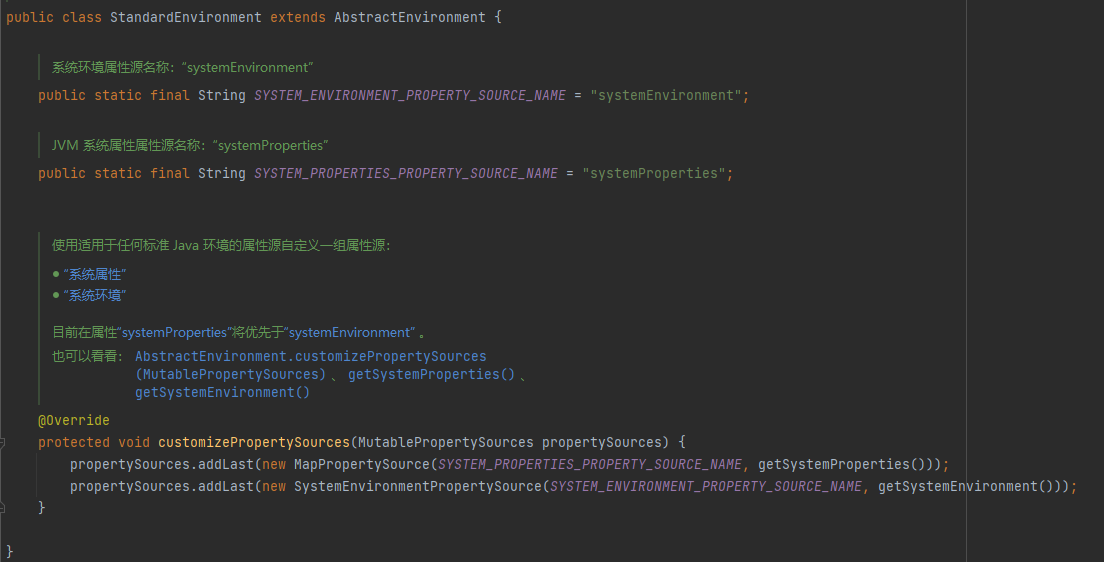 public class StandardEnvironment extends AbstractEnvironment {
系统环境属性源名称："systemEnvironment"
public static final String SYSTEM_ENVIRONMENT_PROPERTY_SOURCE_NAME = "systemEnvironment";
JVM 系统属性属性源名称："systemProperties"
public static final String SYSTEM_PROPERTIES_PROPERTY_SOURCE_NAME = "systemProperties";
使用适用于任何标准 Java 环境的属性源自定义一组属性源：
● “系统属性”
● “系统环境”
目前在属性“systemProperties”将优先于“systemEnvironment” 。
也可以看看： AbstractEnvironment.customizePropertySources
(MutablePropertySources) 、 getSystemProperties() 、
getSystemEnvironment()
@Override
protected void customizePropertySources(MutablePropertySources propertySources) {
propertySources.addLast(new MapPropertySource(SYSTEM_PROPERTIES_PROPERTY_SOURCE_NAME, getSystemProperties()));
propertySources.addLast(new SystemEnvironmentPropertySource(SYSTEM_ENVIRONMENT_PROPERTY_SOURCE_NAME, getSystemEnvironment()));
}
}